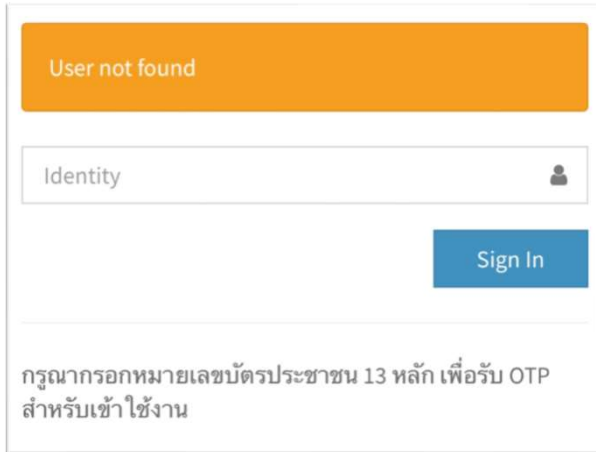 User not found
Identity
Sign In
กรูณากรอกหมายเลขบัตรประชาชน 13 หลัก เพื่อรับ OTP
สำหรับเข้าใช้งาน